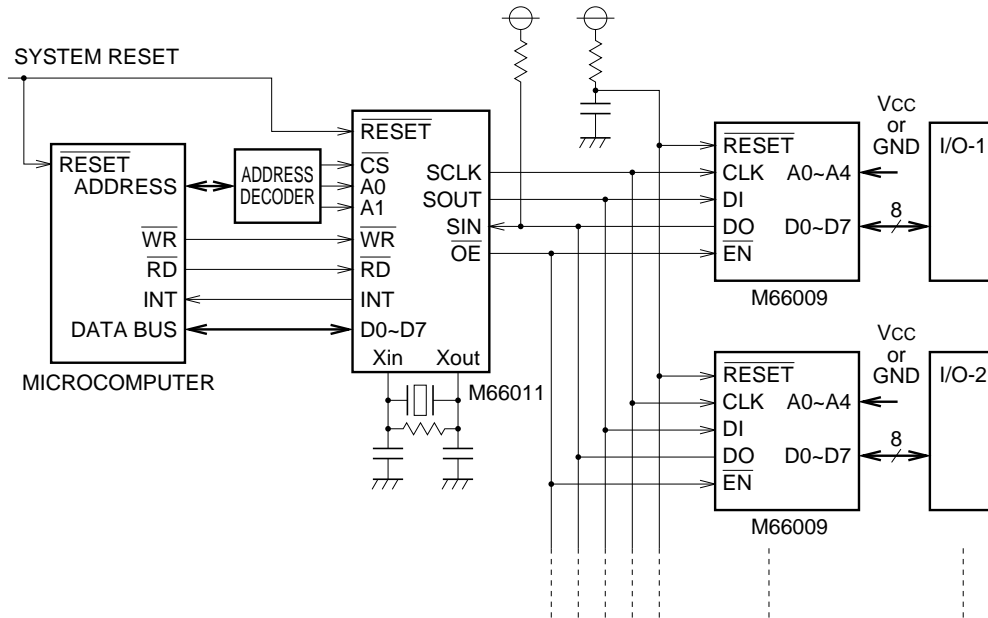 SYSTEM RESET
RESET
ADDRESS
WR
RD
INT
DATA BUS
MICROCOMPUTER
ADDRESS
DECODER
RESET
CS
A0
A1
WR
RD
INT
D0~D7
Xin Xout
SCLK
SOUT
SIN
OE
M66011
RESET
CLK A0~A4
DI
DO D0~D7
EN
M66009
VCC
or
GND
8
I/O-1
RESET
CLK A0~A4
DI
DO D0~D7
EN
M66009
VCC
or
GND
8
I/O-2